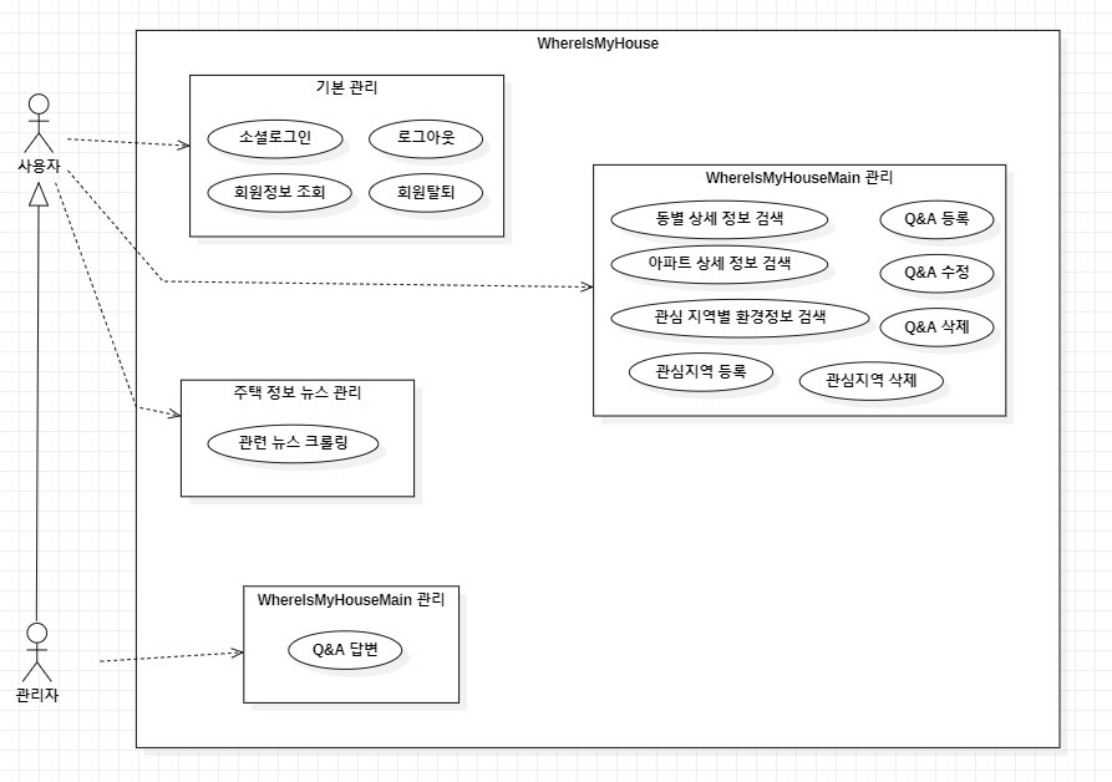 WhereIsMyHouse
기본 관리
소셜로그인
로그아웃
회원정보 조회
회원탈퇴
사용자
WhereIsMyHouseMain 관리
동별 상세 정보 검색
Q&A 등록
아파트 상세 정보 검색
Q&A 수정
관심 지역별 환경정보 검색
Q&A 삭제
관심지역 등록
관심지역 삭제
주택 정보 뉴스 관리
관련 뉴스 크롤링
WhereIsMyHouseMain 관리
Q&A 답변
관리자